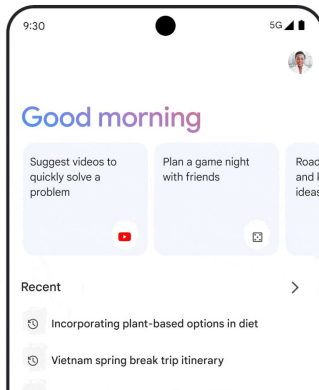 9:30
5G
Good morning
Suggest videos to
quickly solve a
problem
Plan a game night
with friends
Road
and
ideas
Recent
Incorporating plant-based options in diet
Vietnam spring break trip itinerary